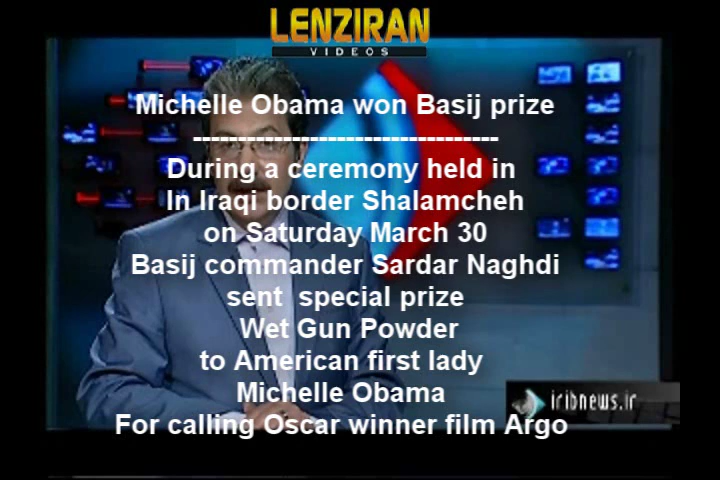 LENZIRAN
VIDEOS
Michelle Obama won Basij prize
----------------------------------
During a ceremony held in
In Iraqi border Shalamcheh
on Saturday March 30
Basij commander Sardar Naghdi
sent special prize
Wet Gun Powder
to American first lady
Michelle Obama
iribnews.ir
For calling Oscar winner film Argo